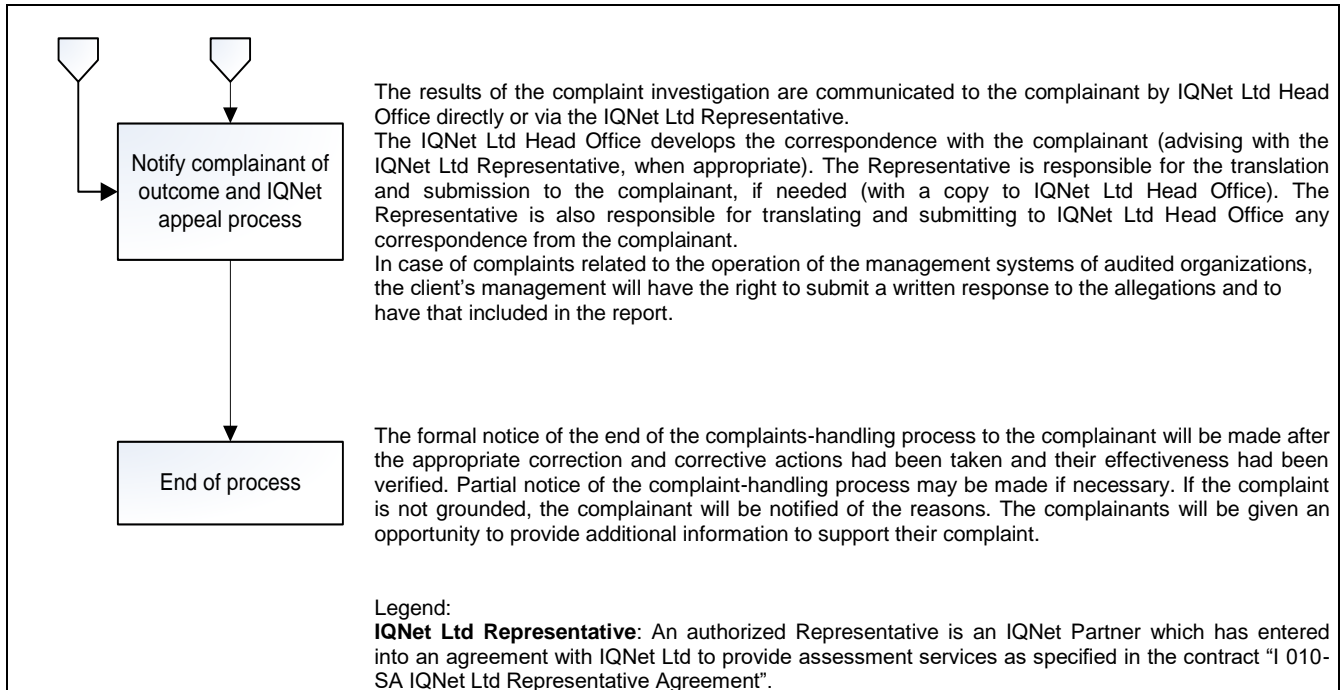 Notify complainant of
outcome and IQNet
appeal process
The results of the complaint investigation are communicated to the complainant by IQNet Ltd Head
Office directly or via the IQNet Ltd Representative.
The IQNet Ltd Head Office develops the correspondence with the complainant (advising with the
IQNet Ltd Representative, when appropriate). The Representative is responsible for the translation
and submission to the complainant, if needed (with a copy to IQNet Ltd Head Office). The
Representative is also responsible for translating and submitting to IQNet Ltd Head Office any
correspondence from the complainant.
In case of complaints related to the operation of the management systems of audited organizations,
the client's management will have the right to submit a written response to the allegations and to
have that included in the report.
End of process
The formal notice of the end of the complaints-handling process to the complainant will be made after
the appropriate correction and corrective actions had been taken and their effectiveness had been
verified. Partial notice of the complaint-handling process may be made if necessary. If the complaint
is not grounded, the complainant will be notified of the reasons. The complainants will be given an
opportunity to provide additional information to support their complaint.
Legend:
IQNet Ltd Representative: An authorized Representative is an IQNet Partner which has entered
into an agreement with IQNet Ltd to provide assessment services as specified in the contract “I 010-
SA IQNet Ltd Representative Agreement”.